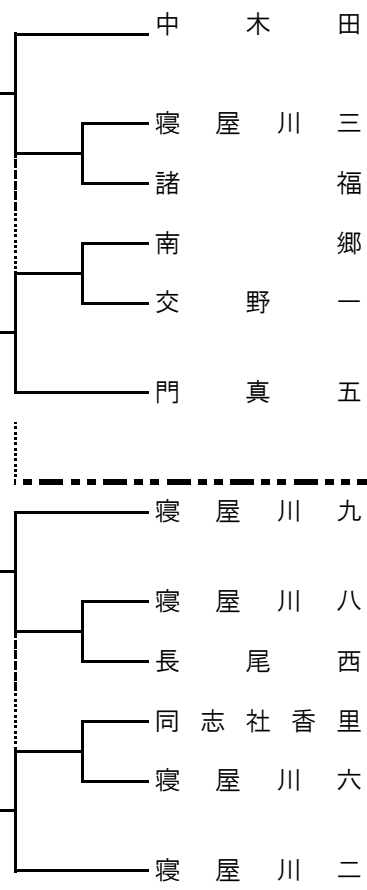 中木田
寝屋川三
諸福
南郷
交野一
門真五
寝屋川九
寝屋川八
長尾西
同志社香里
寝屋川六
寝屋川二